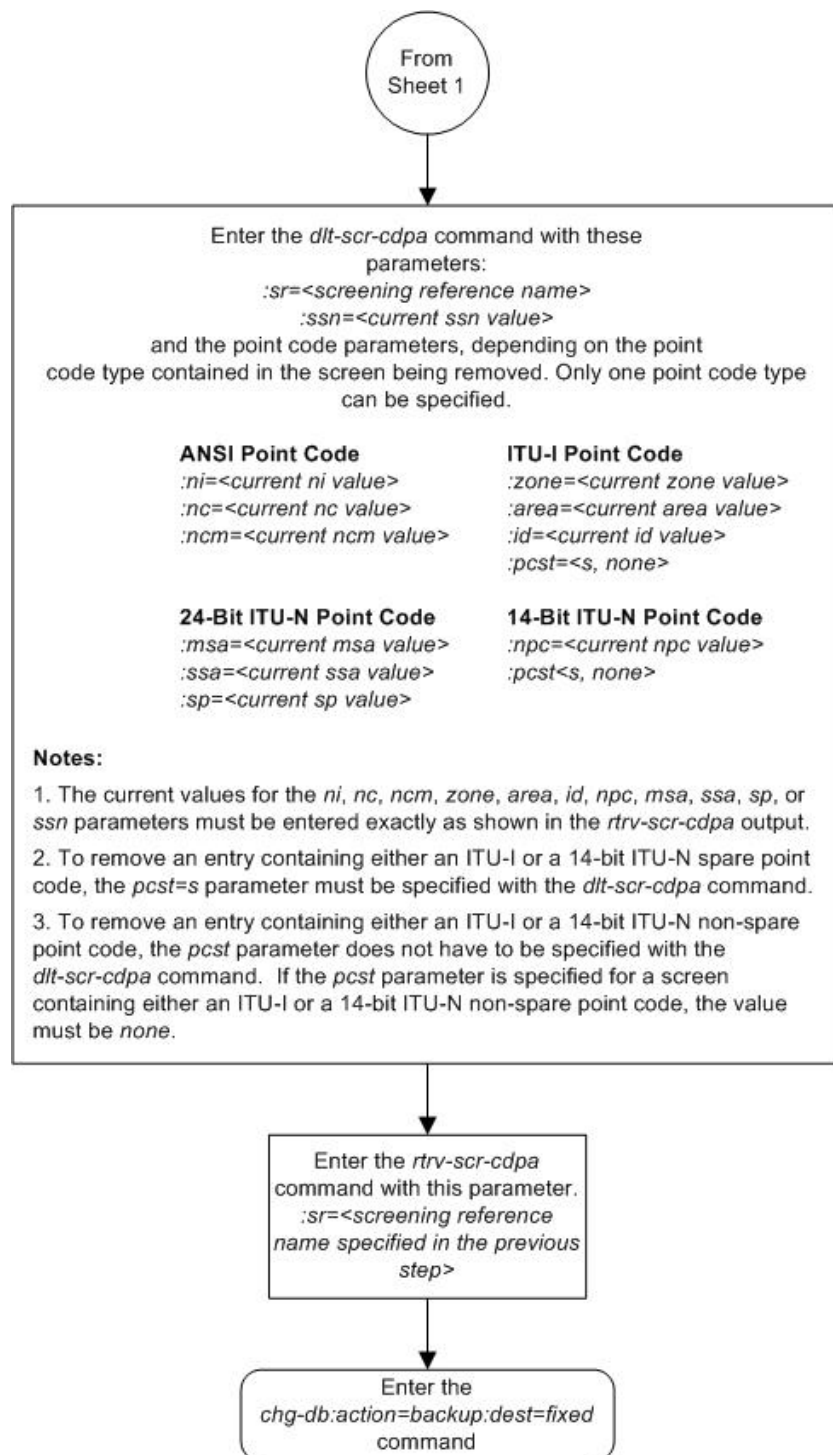 From
Sheet 1
Enter the dlt-scr-cdpa command with these
parameters:
:sr=<screening reference name>
:ssn=<current ssn value>
and the point code parameters, depending on the point
code type contained in the screen being removed. Only one point code type
can be specified.
ANSI Point Code
:ni=<current ni value>
:nc=<current nc value>
:ncm=<current ncm value>
ITU-I Point Code
:zone=<current zone value>
:area=<current area value>
:id=<current id value>
:pcst=<s, none>
24-Bit ITU-N Point Code
:msa=<current msa value>
:ssa=<current ssa value>
:sp=<current sp value>
14-Bit ITU-N Point Code
:npc=<current npc value>
:pcst<s, none>
Notes:
1. The current values for the ni, nc, ncm, zone, area, id, npc, msa, ssa, sp, or
ssn parameters must be entered exactly as shown in the rtrv-scr-cdpa output.
2. To remove an entry containing either an ITU-I or a 14-bit ITU-N spare point
code, the pcst=s parameter must be specified with the dlt-scr-cdpa command.
3. To remove an entry containing either an ITU-I or a 14-bit ITU-N non-spare
point code, the pcst parameter does not have to be specified with the
dlt-scr-cdpa command. If the pcst parameter is specified for a screen
containing either an ITU-I or a 14-bit ITU-N non-spare point code, the value
must be none.
Enter the rtrv-scr-cdpa
command with this parameter.
:sr=<screening reference
name specified in the previous
step>
Enter the
chg-db:action=backup:dest=fixed
command